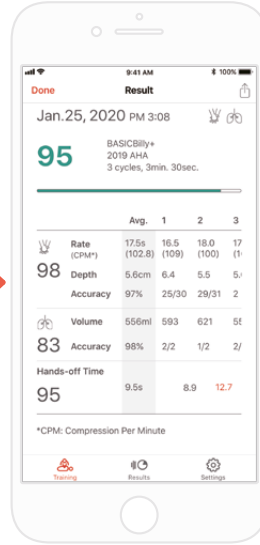 9:41 AM 100%
Done Result
Jan.25, 2020 PM 3:08
95
BASICBilly+
2019 AHA
3 cycles, 3min. 30sec.
Avg. 1 2 3
98
Rate 17.5s 16.5 18.0 17
(CPM*) (102.8) (109) (100)
Depth 5.6cm 6.4 5.5 5.
Accuracy 97% 25/30 29/31 2
83
Volume 556ml 593 621
Accuracy 98% 2/2 1/2 2/
Hands-off Time
95
9.5s 8.9 12.7
*CPM: Compression Per Minute
Training Results Settings